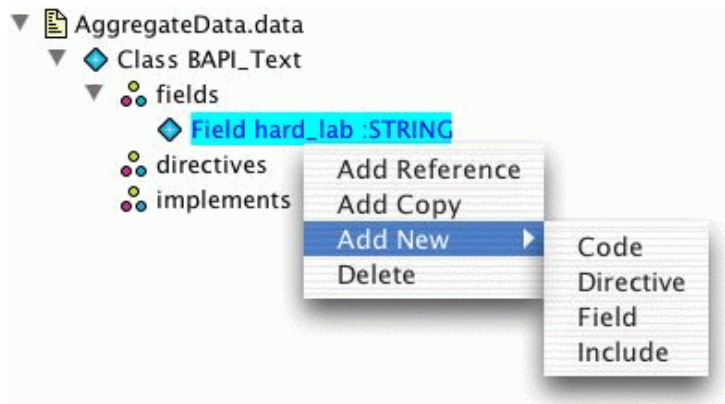 AggregateData.data
Class BAPI_Text
fields
Field hard_lab :STRING
directives
implements
Add Reference
Add Copy
Add New
Delete
Code
Directive
Field
Include